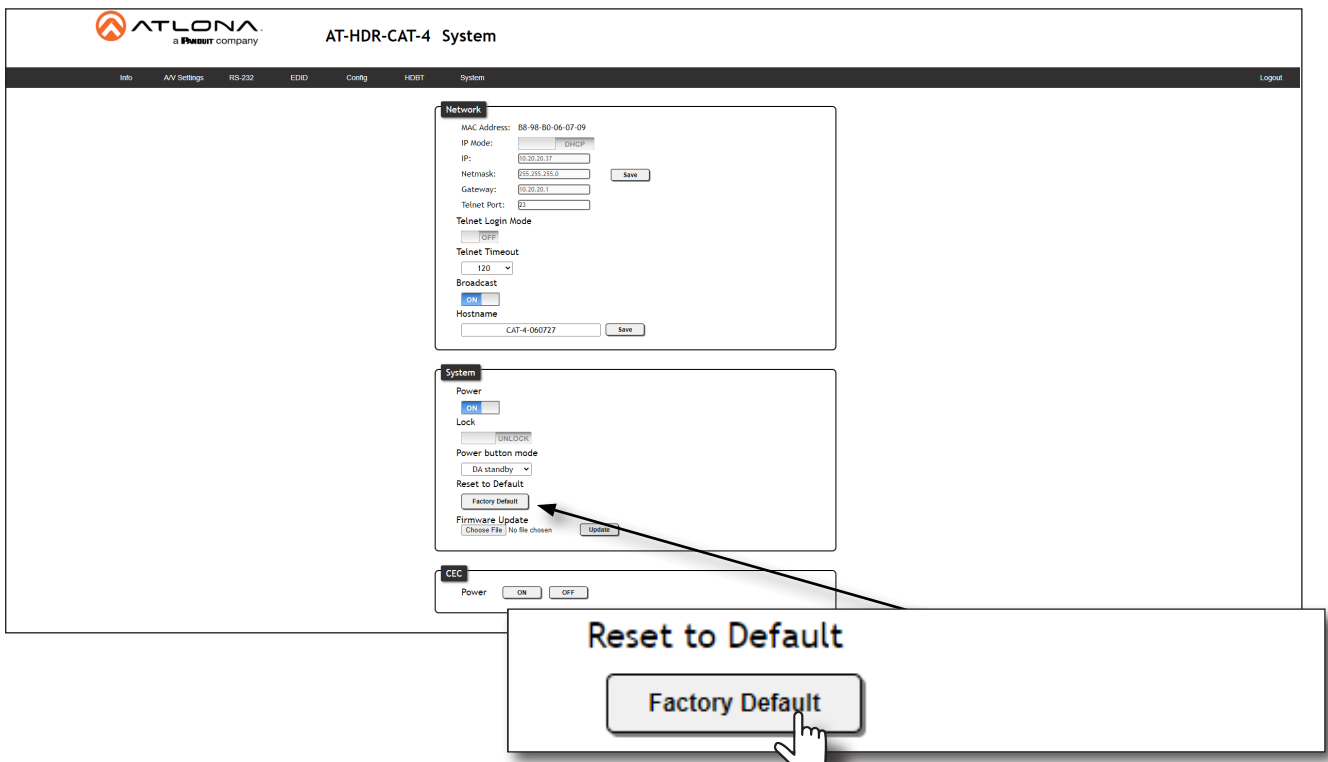 ATLONA.
a PANDUIT company
AT-HDR-CAT-4 System
Info A/V Settings RS-232 EDID Config HDBT System Logout
Network
MAC Address: B8-98-B0-06-07-09
IP Mode: DHCP
IP: 10.20.20.37
Netmask: 255.255.255.0 Save
Gateway: 10.20.20.1
Telnet Port: 23
Telnet Login Mode
OFF
Telnet Timeout
120
Broadcast
ON
Hostname
CAT-4-060727 Save
System
Power
ON
Lock
UNLOCK
Power button mode
DA standby
Reset to Default
Factory Default
Firmware Update
Choose File No file chosen Update
CEC
Power ON OFF
Reset to Default
Factory Default